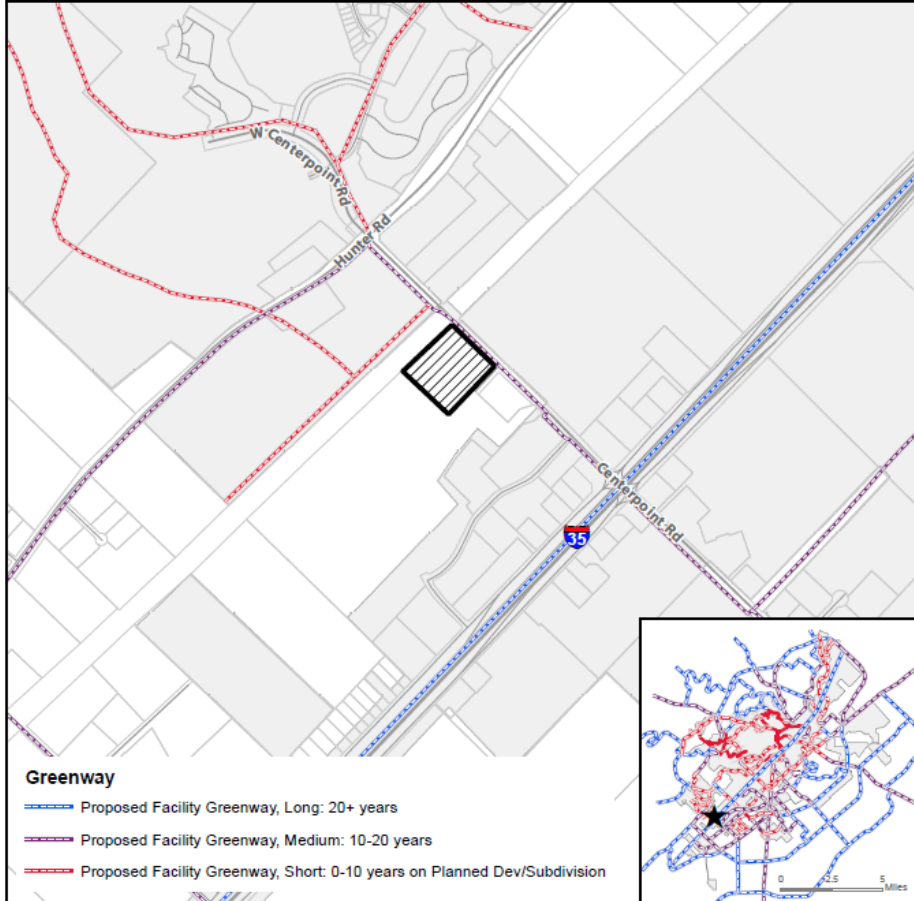 W Centerpoint Rd
Hunter Rd
Centerpoint Rd
35
Greenway
Proposed Facility Greenway, Long: 20+ years
Proposed Facility Greenway, Medium: 10-20 years
Proposed Facility Greenway, Short: 0-10 years on Planned Dev/Subdivision
0 2.5 5
Miles